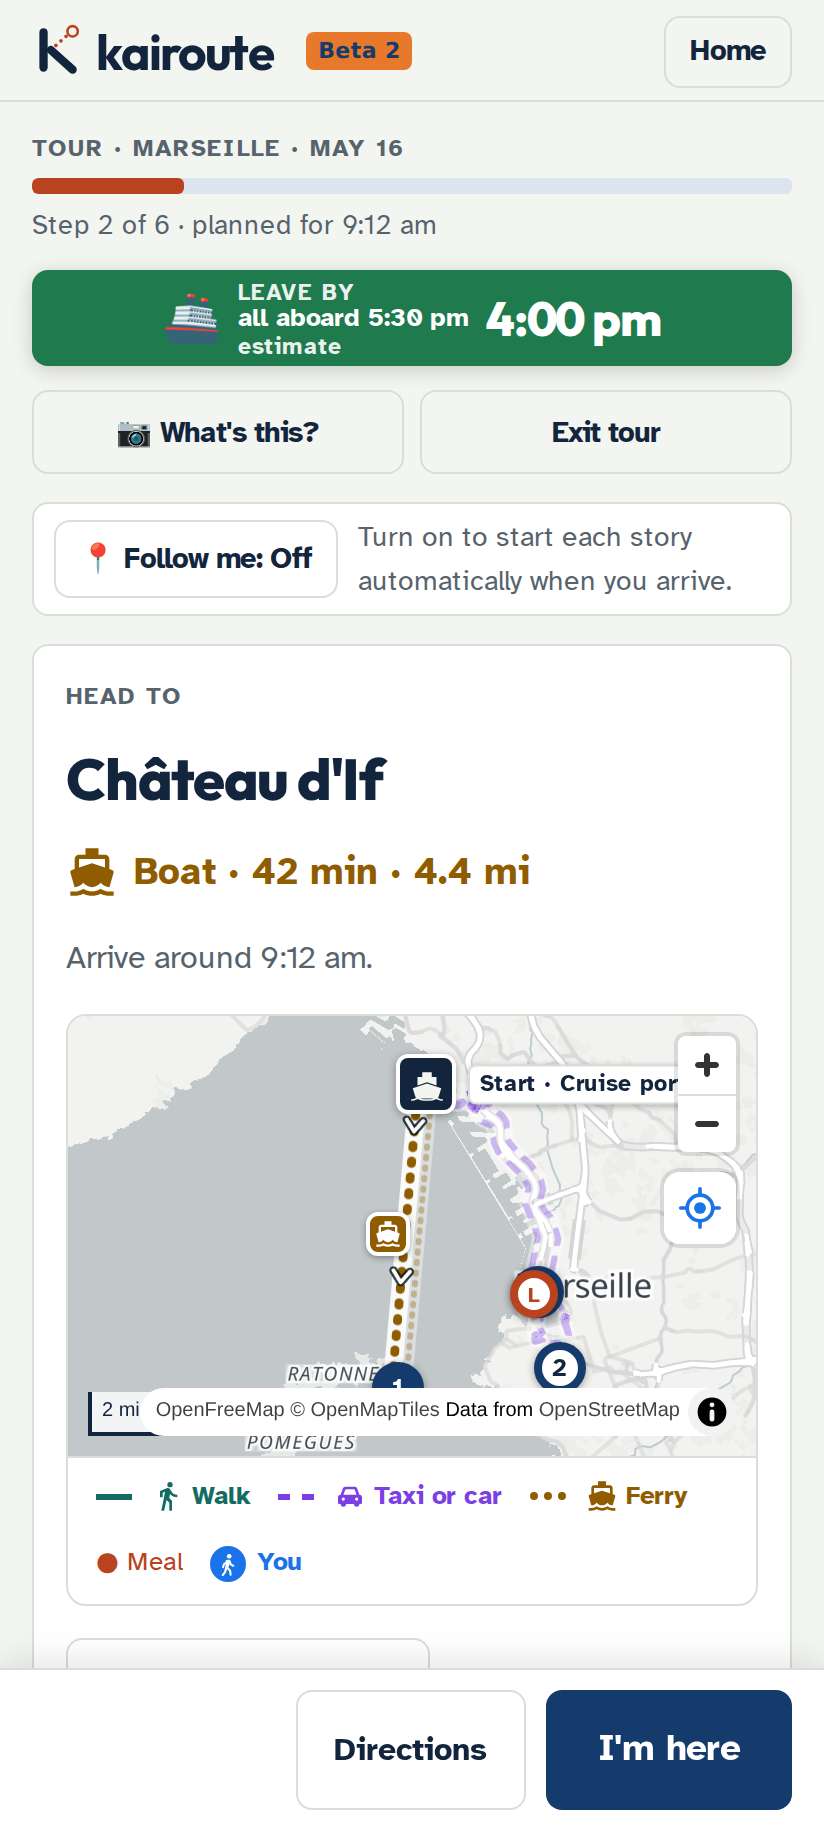 kairoute
Beta 2
Home
TOUR · MARSEILLE · MAY 16
Step 2 of 6 · planned for 9:12 am
LEAVE BY
all aboard 5:30 pm
estimate
4:00 pm
What's this?
Exit tour
Follow me: Off
Turn on to start each story
automatically when you arrive.
HEAD TO
Château d'If
Boat · 42 min · 4.4 mi
Arrive around 9:12 am.
Start · Cruise por
+
−
rseille
L
2
RATONNE
1
2 mi
OpenFreeMap © OpenMapTiles Data from OpenStreetMap
POMÈGUES
Walk
Taxi or car
Ferry
Meal
You
Directions
I'm here